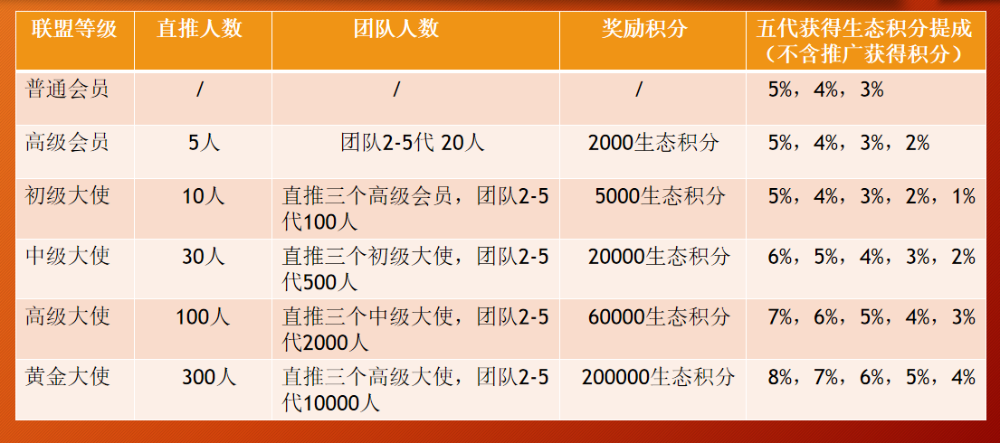 联盟等级 直推人数 团队人数 奖励积分 五代获得生态积分提成
（不含推广获得积分）
普通会员 / / / 5%，4%，3%
高级会员 5人 团队2-5代 20人 2000生态积分 5%，4%，3%，2%
初级大使 10人 直推三个高级会员，团队2-5 5000生态积分 5%，4%，3%，2%，1%
代100人
中级大使 30人 直推三个初级大使，团队2-5 20000生态积分 6%，5%，4%，3%，2%
代500人
高级大使 100人 直推三个中级大使，团队2-5 60000生态积分 7%，6%，5%，4%，3%
代2000人
黄金大使 300人 直推三个高级大使，团队2-5 200000生态积分 8%，7%，6%，5%，4%
代10000人